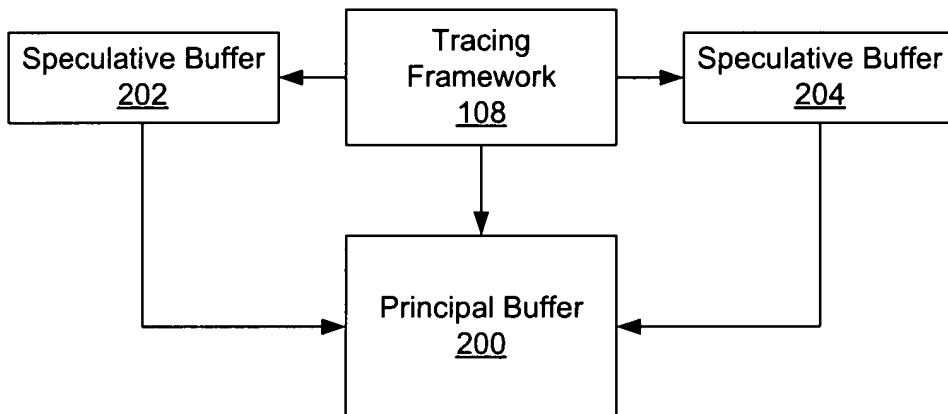 Speculative Buffer
202
Tracing
Framework
108
Speculative Buffer
204
Principal Buffer
200